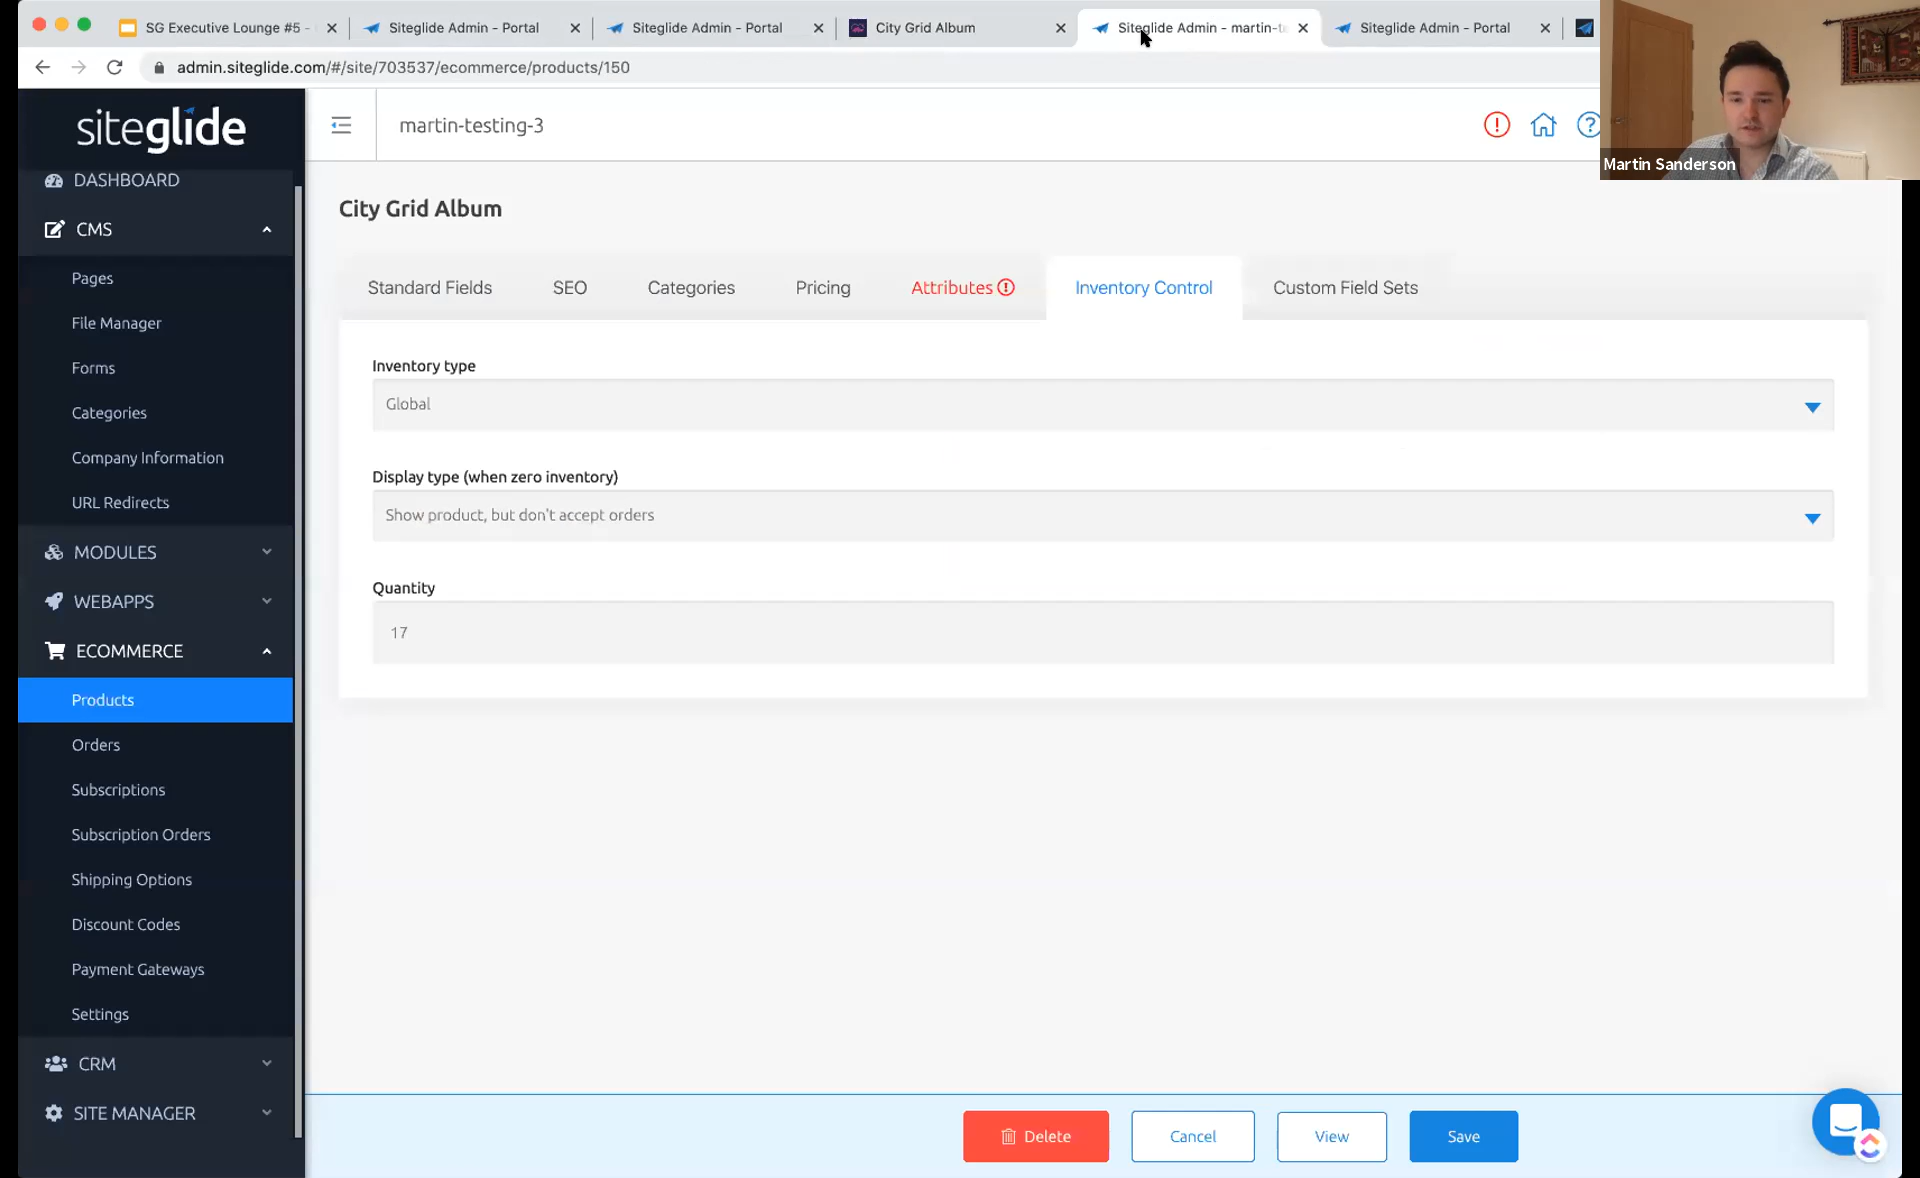 SG Executive Lounge #5 -
Siteglide Admin - Portal
Siteglide Admin - Portal
City Grid Album
Siteglide Admin - martin-te
Siteglide Admin - Portal
admin.siteglide.com/#/site/703537/ecommerce/products/150
siteglide
martin-testing-3
Martin Sanderson
DASHBOARD
CMS
Pages
File Manager
Forms
Categories
Company Information
URL Redirects
MODULES
WEBAPPS
ECOMMERCE
Products
Orders
Subscriptions
Subscription Orders
Shipping Options
Discount Codes
Payment Gateways
Settings
CRM
SITE MANAGER
City Grid Album
Standard Fields
SEO
Categories
Pricing
Attributes
Inventory Control
Custom Field Sets
Inventory type
Global
Display type (when zero inventory)
Show product, but don't accept orders
Quantity
17
Delete
Cancel
View
Save